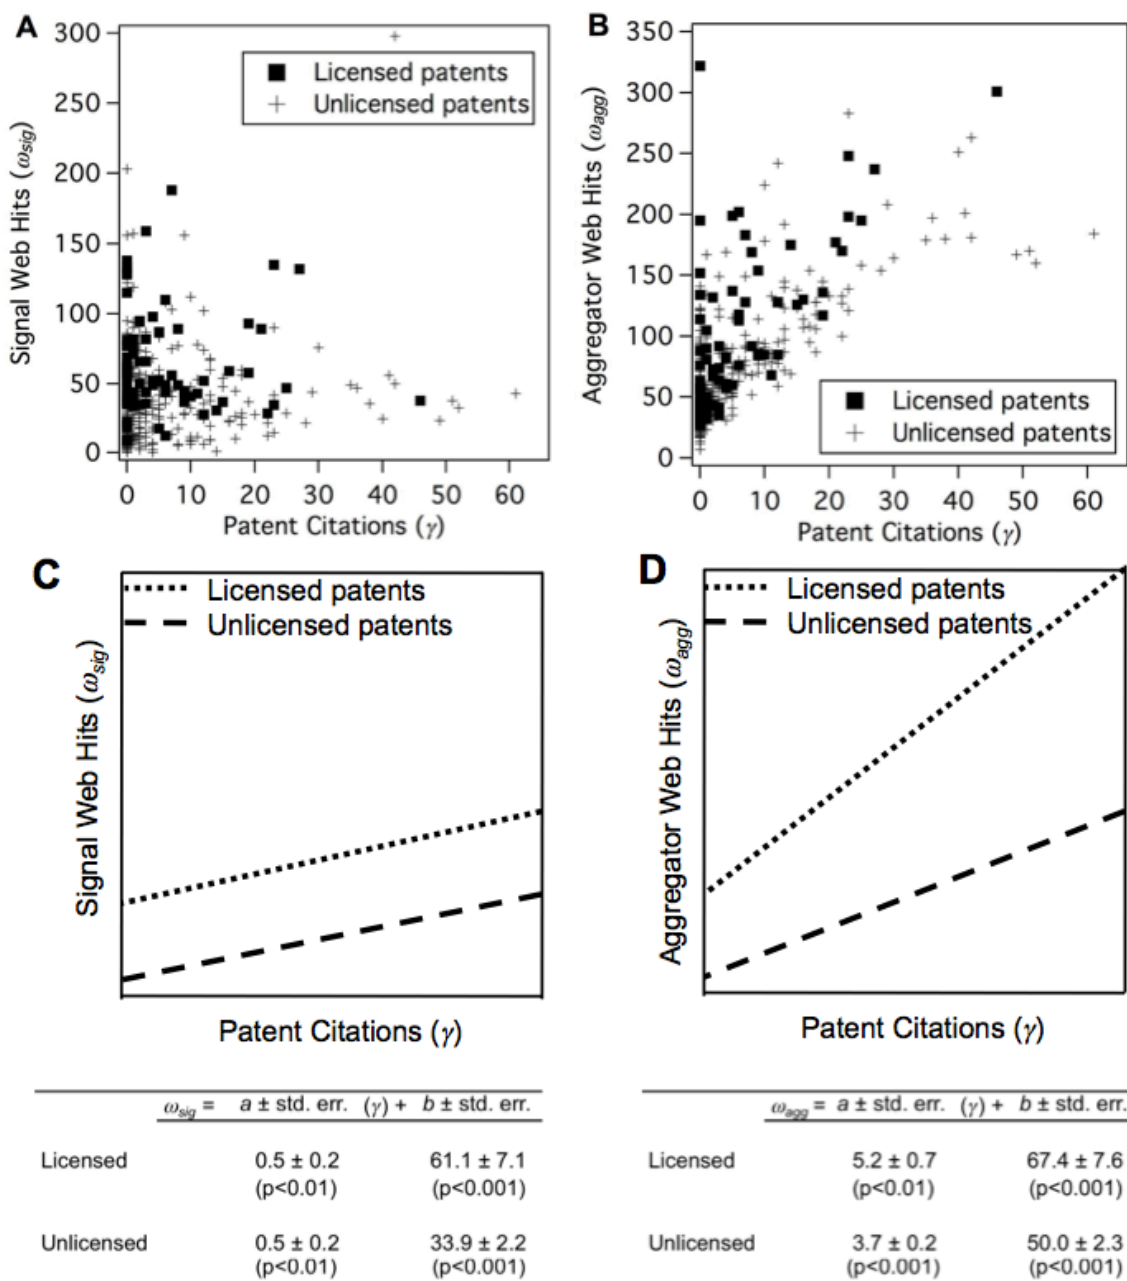 A
Signal Web Hits (ω_sig)
300
250
200
150
100
50
0
Licensed patents
Unlicensed patents
0 10 20 30 40 50 60
Patent Citations (γ)
B
Aggregator Web Hits (ω_agg)
350
300
250
200
150
100
50
0
Licensed patents
Unlicensed patents
0 10 20 30 40 50 60
Patent Citations (γ)
C
Licensed patents
Unlicensed patents
Signal Web Hits (ω_sig)
Patent Citations (γ)
D
Licensed patents
Unlicensed patents
Aggregator Web Hits (ω_agg)
Patent Citations (γ)
ω_sig = a ± std. err. (γ) + b ± std. err.
Licensed 0.5 ± 0.2 61.1 ± 7.1
(p<0.01) (p<0.001)
Unlicensed 0.5 ± 0.2 33.9 ± 2.2
(p<0.01) (p<0.001)
ω_agg = a ± std. err. (γ) + b ± std. err.
Licensed 5.2 ± 0.7 67.4 ± 7.6
(p<0.01) (p<0.001)
Unlicensed 3.7 ± 0.2 50.0 ± 2.3
(p<0.001) (p<0.001)